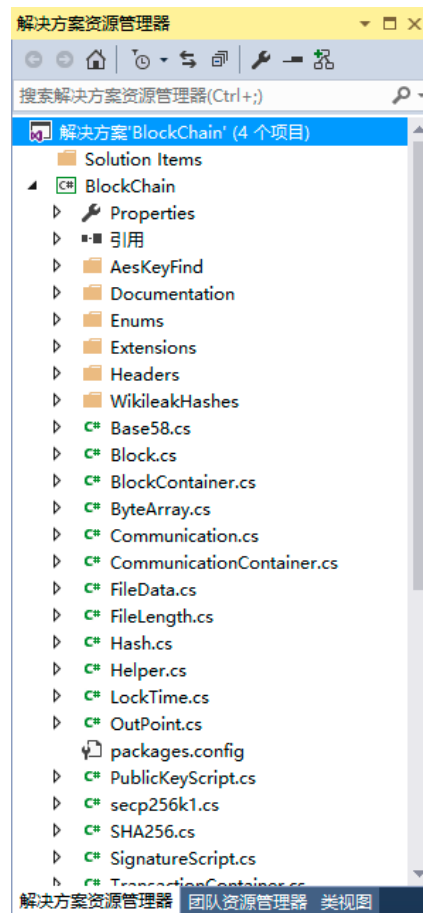 解决方案资源管理器
搜索解决方案资源管理器(Ctrl+;)
解决方案'BlockChain' (4 个项目)
Solution Items
C# BlockChain
Properties
引用
AesKeyFind
Documentation
Enums
Extensions
Headers
WikileakHashes
C# Base58.cs
C# Block.cs
C# BlockContainer.cs
C# ByteArray.cs
C# Communication.cs
C# CommunicationContainer.cs
C# FileData.cs
C# FileLength.cs
C# Hash.cs
C# Helper.cs
C# LockTime.cs
C# OutPoint.cs
packages.config
C# PublicKeyScript.cs
C# secp256k1.cs
C# SHA256.cs
C# SignatureScript.cs
C# TransactionContainer.cs
解决方案资源管理器 团队资源管理器 类视图